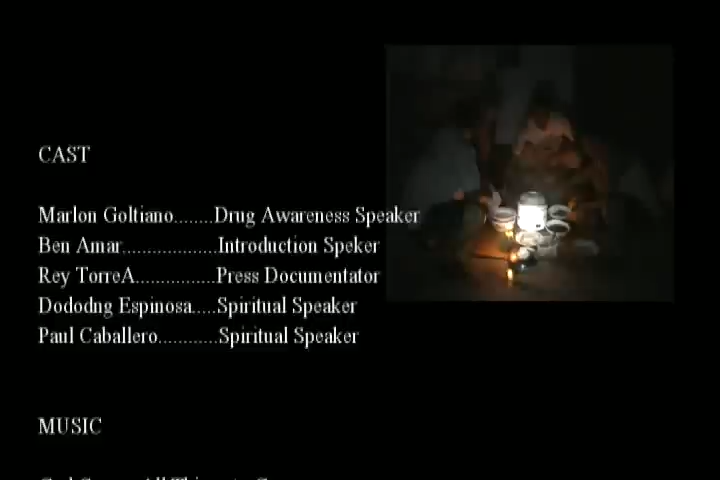 CAST
Marlon Goltiano........Drug Awareness Speaker
Ben Amar...................Introduction Speker
Rey TorreA................Press Documentator
Dododng Espinosa.....Spiritual Speaker
Paul Caballero............Spiritual Speaker
MUSIC